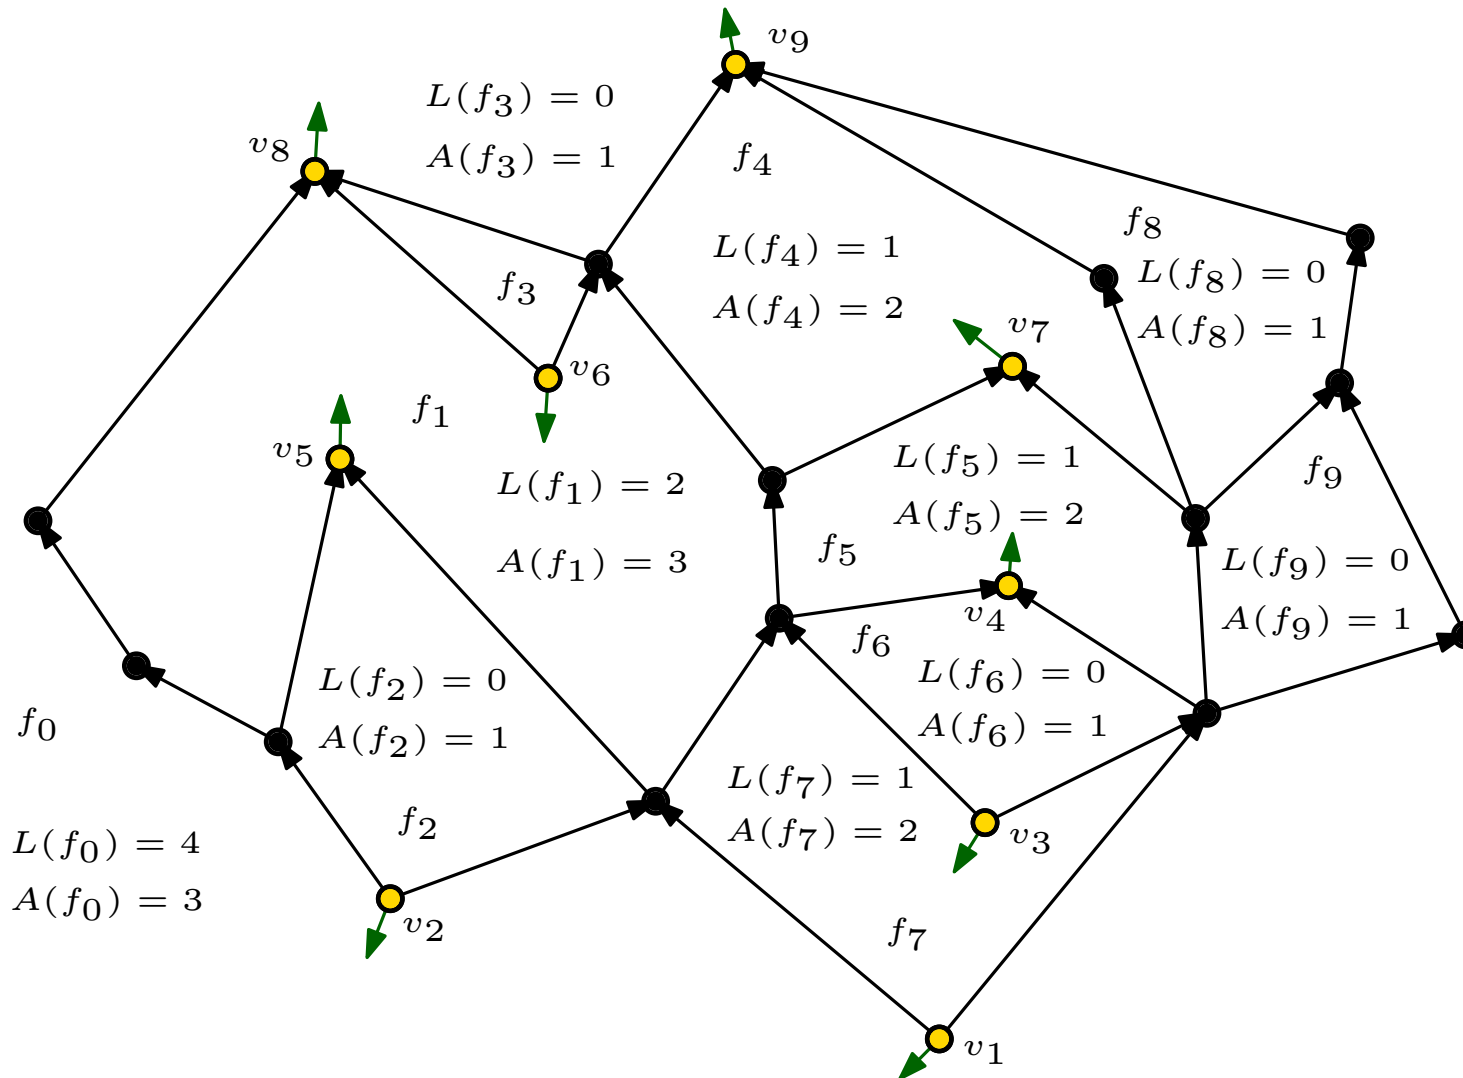 v9
L(f3) = 0
A(f3) = 1
v8
f4
f8
L(f4) = 1
A(f4) = 2
L(f8) = 0
A(f8) = 1
f3
v7
v6
f1
v5
L(f5) = 1
A(f5) = 2
f9
L(f1) = 2
A(f1) = 3
f5
L(f9) = 0
A(f9) = 1
v4
f6
L(f6) = 0
A(f6) = 1
L(f2) = 0
A(f2) = 1
f0
L(f7) = 1
A(f7) = 2
f2
v3
L(f0) = 4
A(f0) = 3
v2
f7
v1